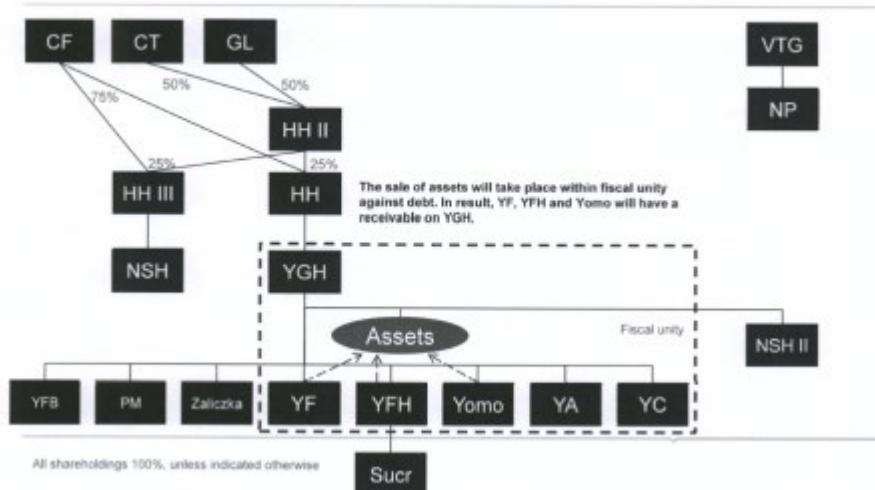 CF CT GL VTG
75% 50% 50%
NP
HH II
25% 25%
HH III HH
The sale of assets will take place within fiscal unity
against debt. In result, YF, YFH and Yomo will have a
receivable on YGH.
NSH YGH
Assets
Fiscal unity
NSH II
YFB PM Zaliczka YF YFH Yomo YA YC
All shareholdings 100%, unless indicated otherwise
Sucr